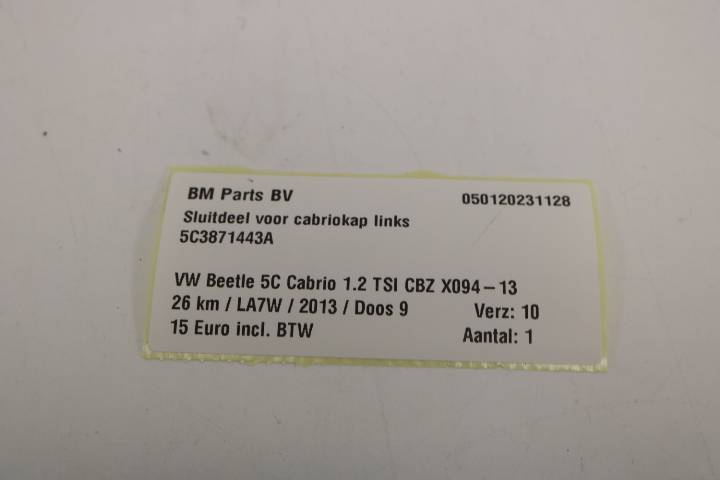 BM Parts BV 050120231128
Sluitdeel voor cabriokap links
5C3871443A
VW Beetle 5C Cabrio 1.2 TSI CBZ X094-13
26 km / LA7W / 2013 / Doos 9 Verz: 10
15 Euro incl. BTW Aantal: 1